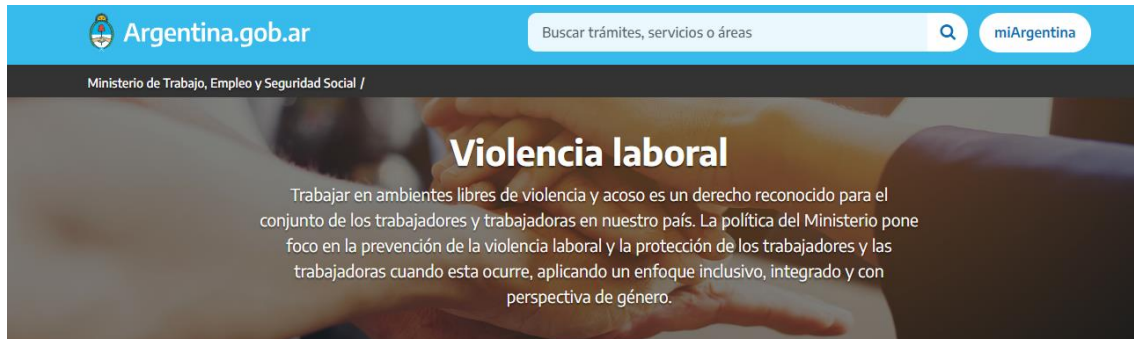 Argentina.gob.ar
Buscar trámites, servicios o áreas
miArgentina
Ministerio de Trabajo, Empleo y Seguridad Social /
Violencia laboral
Trabajar en ambientes libres de violencia y acoso es un derecho reconocido para el
conjunto de los trabajadores y trabajadoras en nuestro país. La política del Ministerio pone
foco en la prevención de la violencia laboral y la protección de los trabajadores y las
trabajadoras cuando esta ocurre, aplicando un enfoque inclusivo, integrado y con
perspectiva de género.